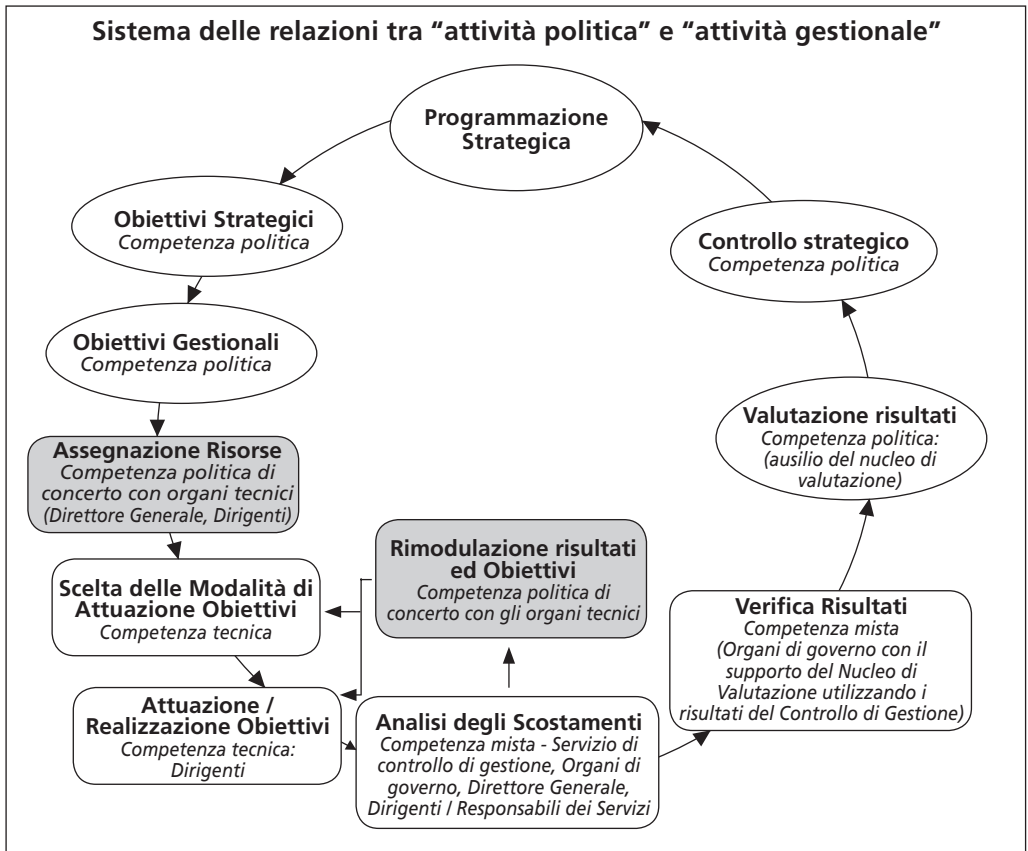 Sistema delle relazioni tra “attività politica” e “attività gestionale”
Programmazione
Strategica
Obiettivi Strategici
Competenza politica
Obiettivi Gestionali
Competenza politica
Assegnazione Risorse
Competenza politica di
concerto con organi tecnici
(Direttore Generale, Dirigenti)
Scelta delle Modalità di
Attuazione Obiettivi
Competenza tecnica
Attuazione /
Realizzazione Obiettivi
Competenza tecnica:
Dirigenti
Rimodulazione risultati
ed Obiettivi
Competenza politica di
concerto con gli organi tecnici
Analisi degli Scostamenti
Competenza mista - Servizio di
controllo di gestione, Organi di
governo, Direttore Generale,
Dirigenti / Responsabili dei Servizi
Verifica Risultati
Competenza mista
(Organi di governo con il
supporto del Nucleo di
Valutazione utilizzando i
risultati del Controllo di Gestione)
Valutazione risultati
Competenza politica:
(ausilio del nucleo di
valutazione)
Controllo strategico
Competenza politica